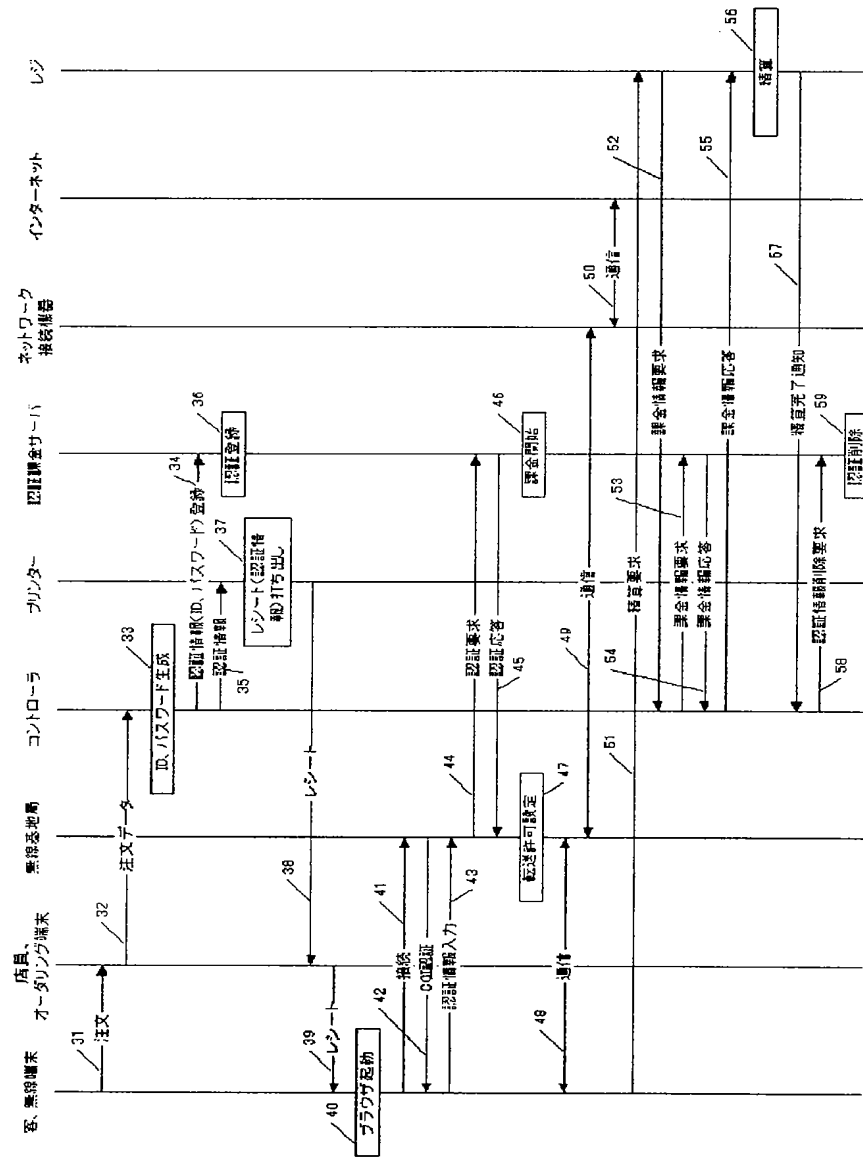 客、無線端末
店員、
オーダリング端末
無線基地局
コントローラ
プリンター
認証課金サーバ
ネットワーク
接続機器
インターネット
レジ
31
注文
32
注文データ
33
ID、パスワード生成
34
認証情報(ID、パスワード)登録
35
認証情報
36
認証登録
37
レシート(認証情
報)打ち出し
38
レシート
39
レシート
40
ブラウザ起動
41
接続
42
CGI認証
43
認証情報入力
44
認証要求
45
認証応答
46
課金開始
47
転送許可設定
48
通信
49
通信
50
通信
51
精算要求
52
課金情報要求
53
課金情報要求
54
課金情報応答
55
課金情報応答
56
精算
57
精算完了通知
58
認証情報削除要求
59
認証削除